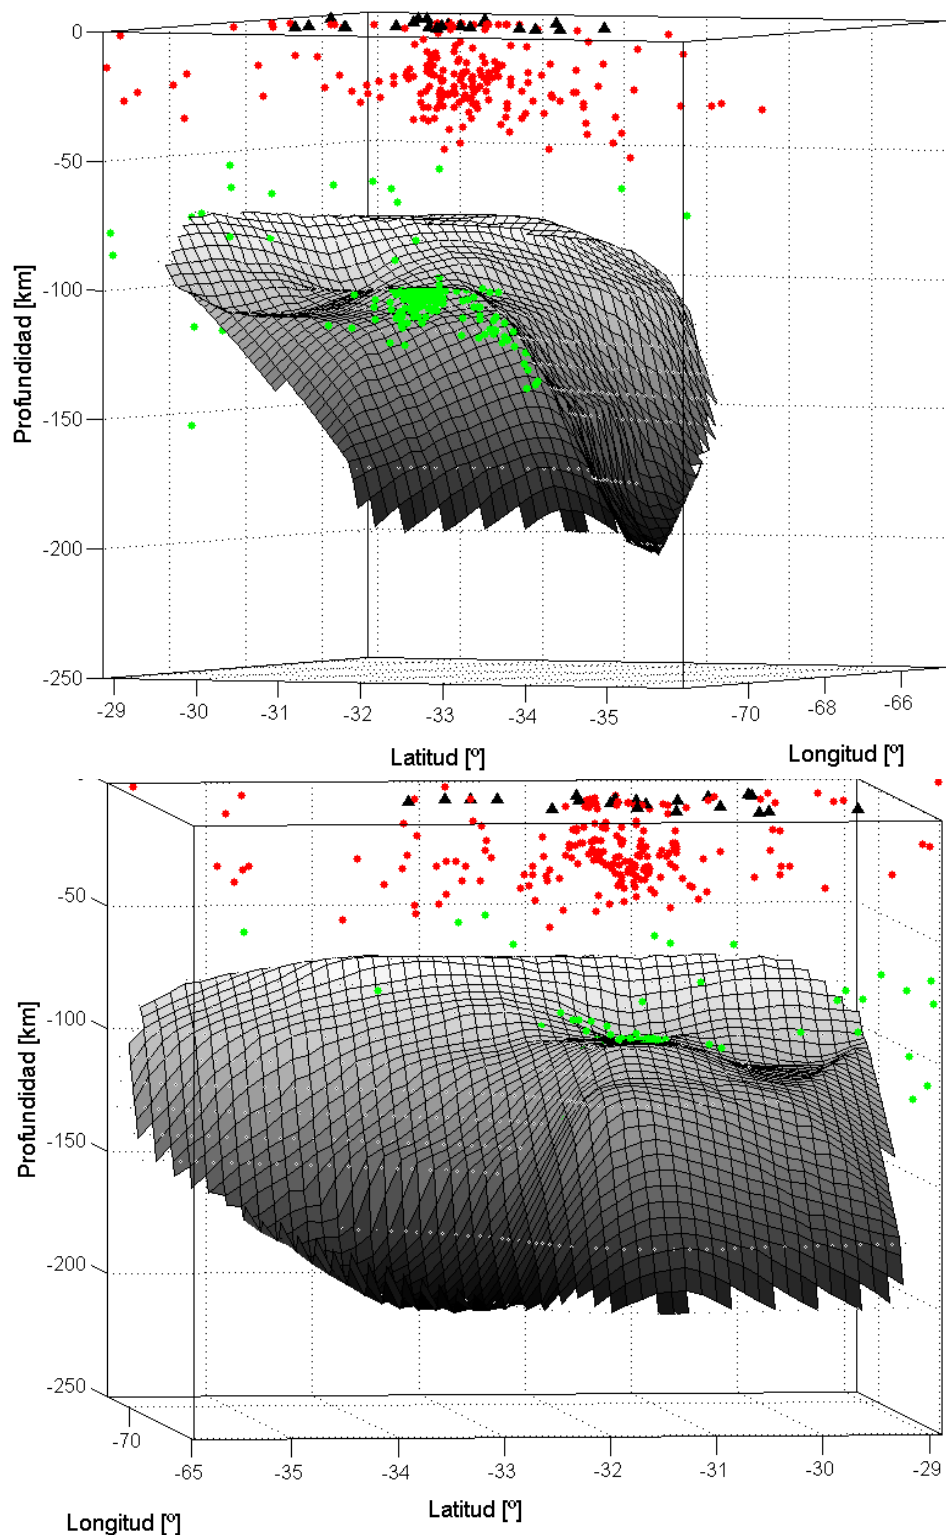 0
-50
-100
Profundidad [km]
-150
-200
-250
-29 -30 -31 -32 -33 -34 -35 -70 -68 -66
Latitud [º] Longitud [º]
-
-50
-100
Profundidad [km]
-150
-200
-250
-70
-65 -35 -34 -33 -32 -31 -30 -29
Latitud [º]
Longitud [º]